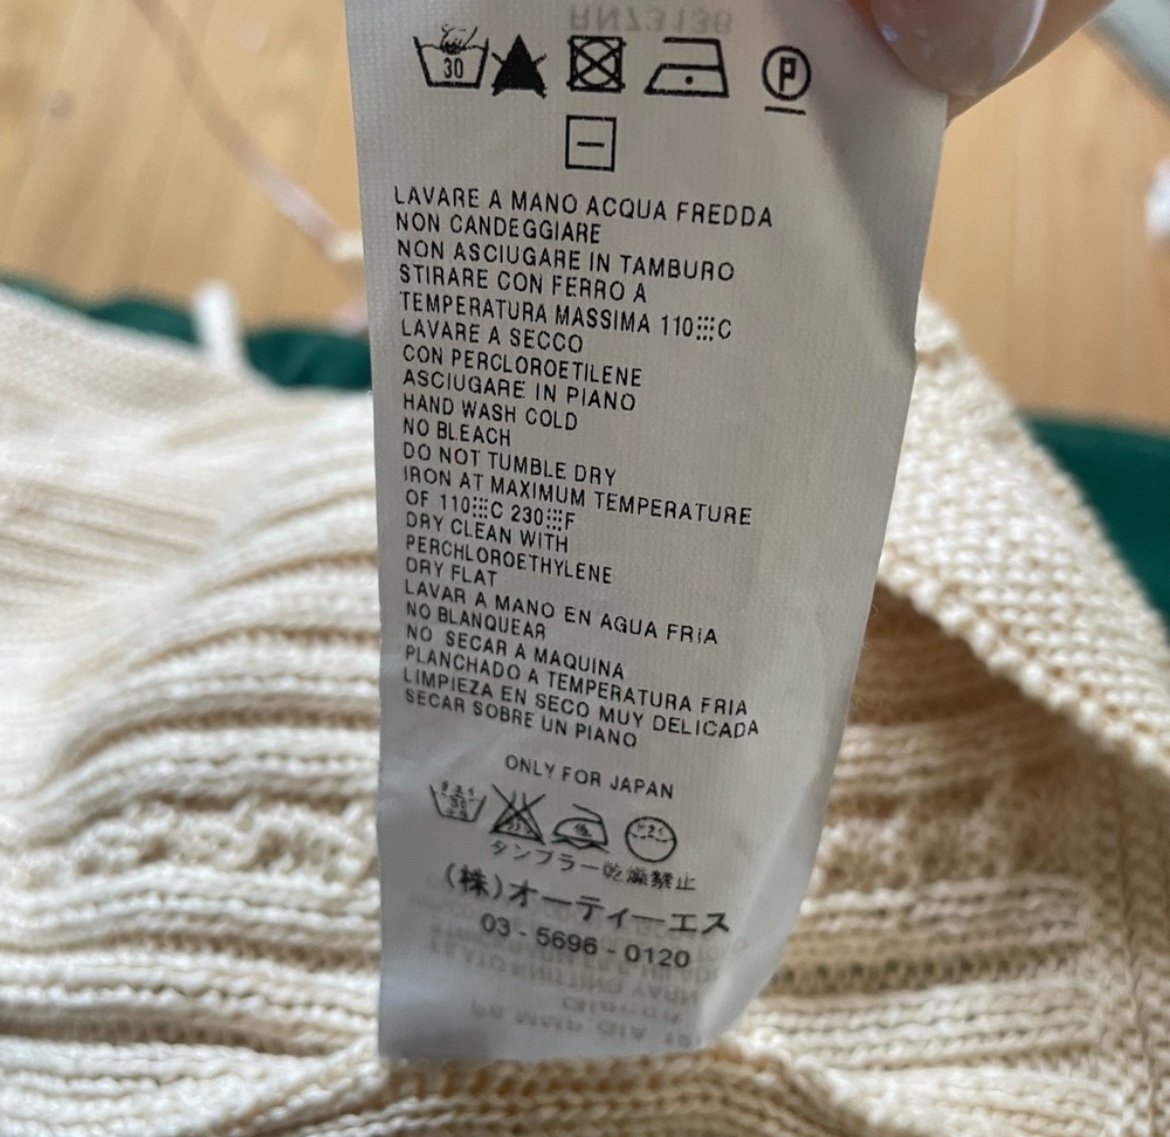 30
P
LAVARE A MANO ACQUA FREDDA
NON CANDEGGIARE
NON ASCIUGARE IN TAMBURO
STIRARE CON FERRO A
TEMPERATURA MASSIMA 110 C
LAVARE A SECCO
CON PERCLOROETILENE
ASCIUGARE IN PIANO
HAND WASH COLD
NO BLEACH
DO NOT TUMBLE DRY
IRON AT MAXIMUM TEMPERATURE
OF 110 C 230 F
DRY CLEAN WITH
PERCHLOROETHYLENE
DRY FLAT
LAVAR A MANO EN AGUA FRiA
NO BLANQUEAR
NO SECAR A MAQUINA
PLANCHADO A TEMPERATURA FRIA
LIMPIEZA EN SECO MUY DELICADA
SECAR SOBRE UN PIANO
ONLY FOR JAPAN
タンブラー乾燥禁止
(株)オーティーエス
03 - 5696 - 0120